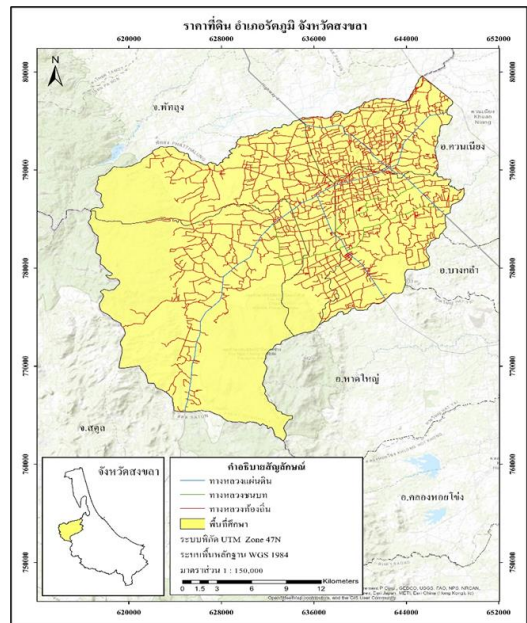 ราคาที่ดิน อำเภอรัตภูมิ จังหวัดสงขลา
620000 628000 636000 644000 652000
800000 800000
N
จ.พัทลุง
Khuan Niang
อ.ควนเนียง
790000 790000
780000 780000
อ.บางกล่ำ
770000 770000
อ.หาดใหญ่
จ.สตูล
760000 760000
อ.คลองหอยโข่ง
จังหวัดสงขลา
คำอธิบายสัญลักษณ์
ทางหลวงแผ่นดิน
ทางหลวงชนบท
ทางหลวงท้องถิ่น
พื้นที่ศึกษา
ระบบพิกัด UTM Zone 47N
ระบบพื้นหลักฐาน WGS 1984
มาตราส่วน 1 : 150,000
Kilometers
0 1.5 3 6 9 12
750000 750000
620000 628000 636000 644000 652000